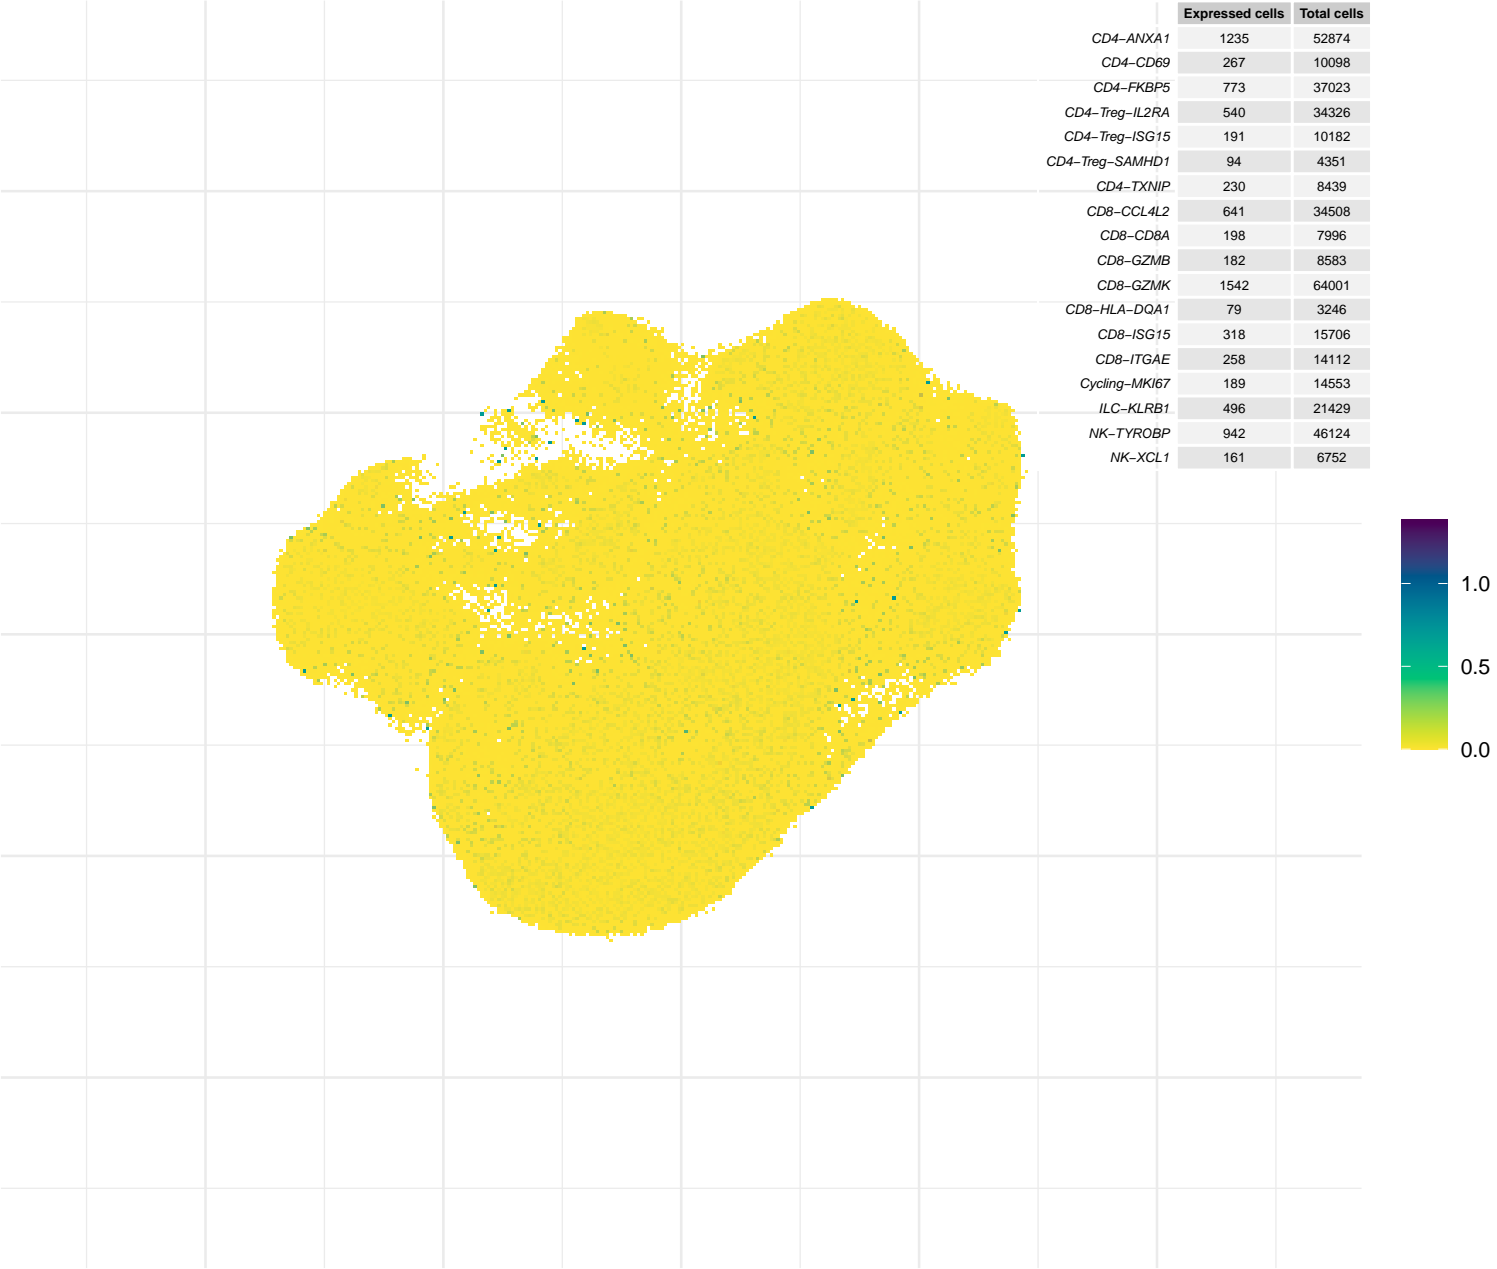 Expressed cells Total cells
CD4−ANXA1 1235 52874
CD4−CD69 267 10098
CD4−FKBP5 773 37023
CD4−Treg−IL2RA 540 34326
CD4−Treg−ISG15 191 10182
CD4−Treg−SAMHD1 94 4351
CD4−TXNIP 230 8439
CD8−CCL4L2 641 34508
CD8−CD8A 198 7996
CD8−GZMB 182 8583
CD8−GZMK 1542 64001
CD8−HLA−DQA1 79 3246
CD8−ISG15 318 15706
CD8−ITGAE 258 14112
Cycling−MKI67 189 14553
ILC−KLRB1 496 21429
NK−TYROBP 942 46124
NK−XCL1 161 6752
1.0
0.5
0.0